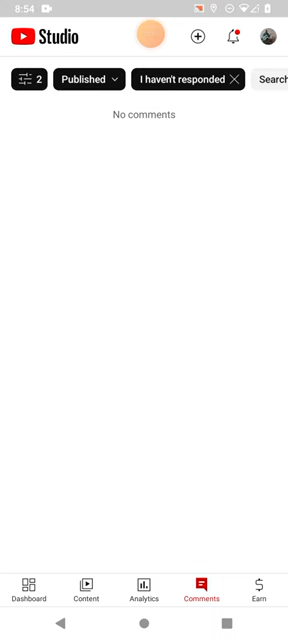 8:54
Studio
2 Published I haven't responded Search
No comments
Dashboard Content Analytics Comments Earn